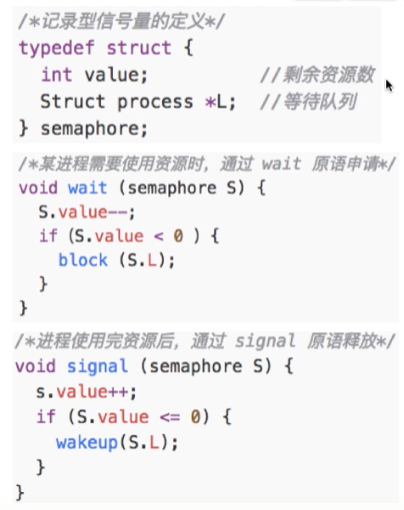 /*记录型信号量的定义*/
typedef struct {
  int value;          //剩余资源数
  Struct process *L;  //等待队列
} semaphore;
/*某进程需要使用资源时，通过 wait 原语申请*/
void wait (semaphore S) {
  S.value--;
  if (S.value < 0 ) {
    block (S.L);
  }
}
/*进程使用完资源后，通过 signal 原语释放*/
void signal (semaphore S) {
  s.value++;
  if (S.value <= 0) {
    wakeup(S.L);
  }
}